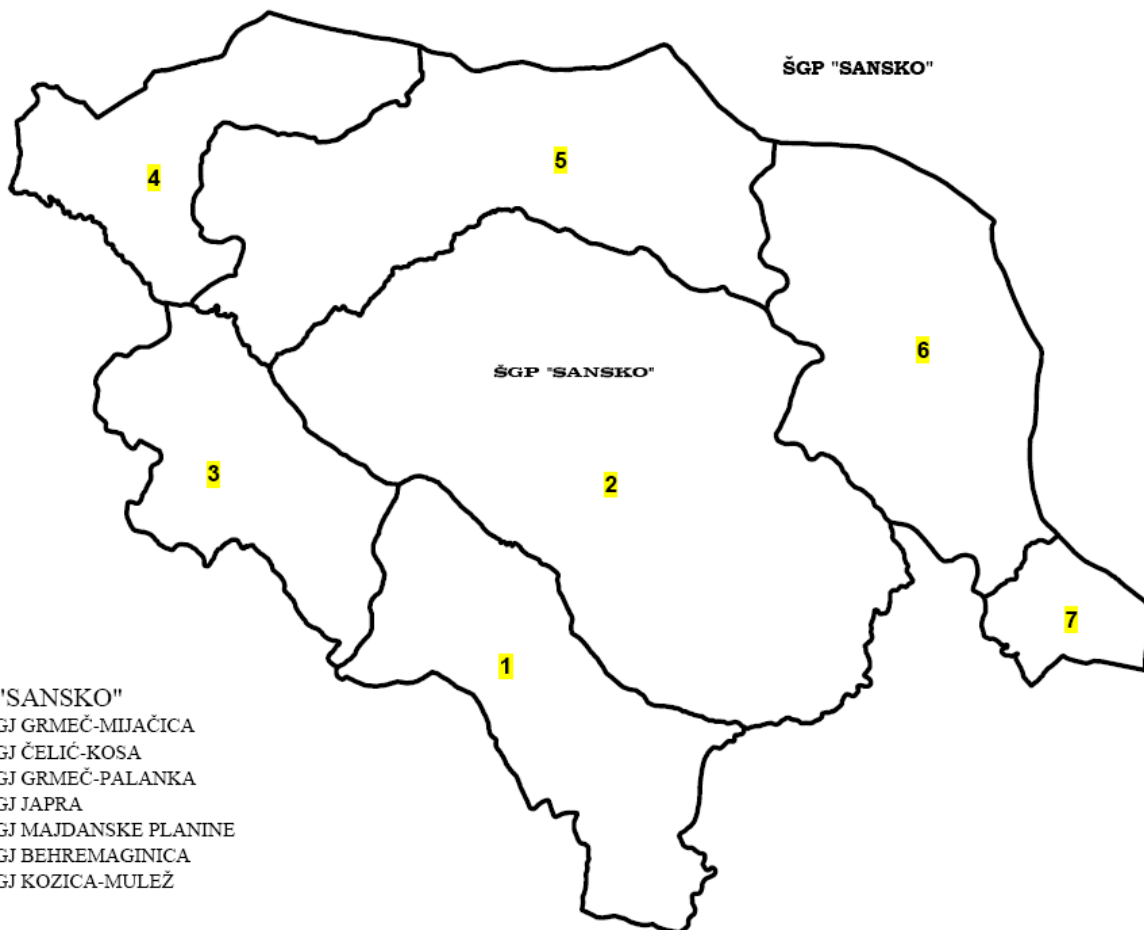 ŠGP "SANSKO"
4
5
6
ŠGP "SANSKO"
3
2
7
1
"SANSKO"
GJ GRMEČ-MIJAČICA
GJ ČELIĆ-KOSA
GJ GRMEČ-PALANKA
GJ JAPRA
GJ MAJDANSKE PLANINE
GJ BEHREMAGINICA
GJ KOZICA-MULEŽ